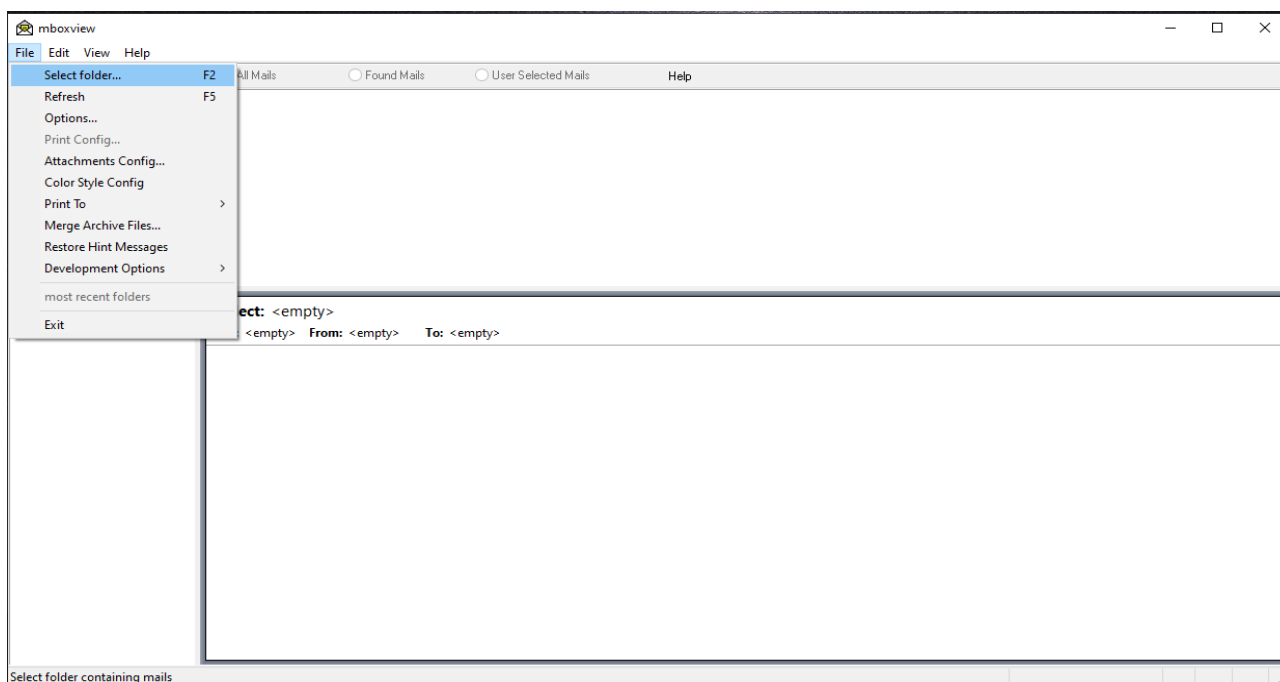 mboxview
File Edit View Help
Select folder... F2
All Mails Found Mails User Selected Mails Help
Refresh F5
Options...
Print Config...
Attachments Config...
Color Style Config
Print To
Merge Archive Files...
Restore Hint Messages
Development Options
most recent folders
Exit
ect: <empty>
: <empty> From: <empty> To: <empty>
Select folder containing mails